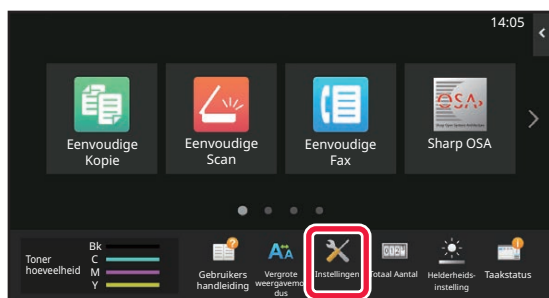 14:05
Eenvoudige
Kopie
Eenvoudige
Scan
Eenvoudige
Fax
OSA
Sharp OSA
Toner
hoeveelheid
Bk
C
M
Y
Gebruikers
handleiding
Vergrote
weergavemo
dus
Instellingen
Totaal Aantal
Helderheids-
instelling
Taakstatus